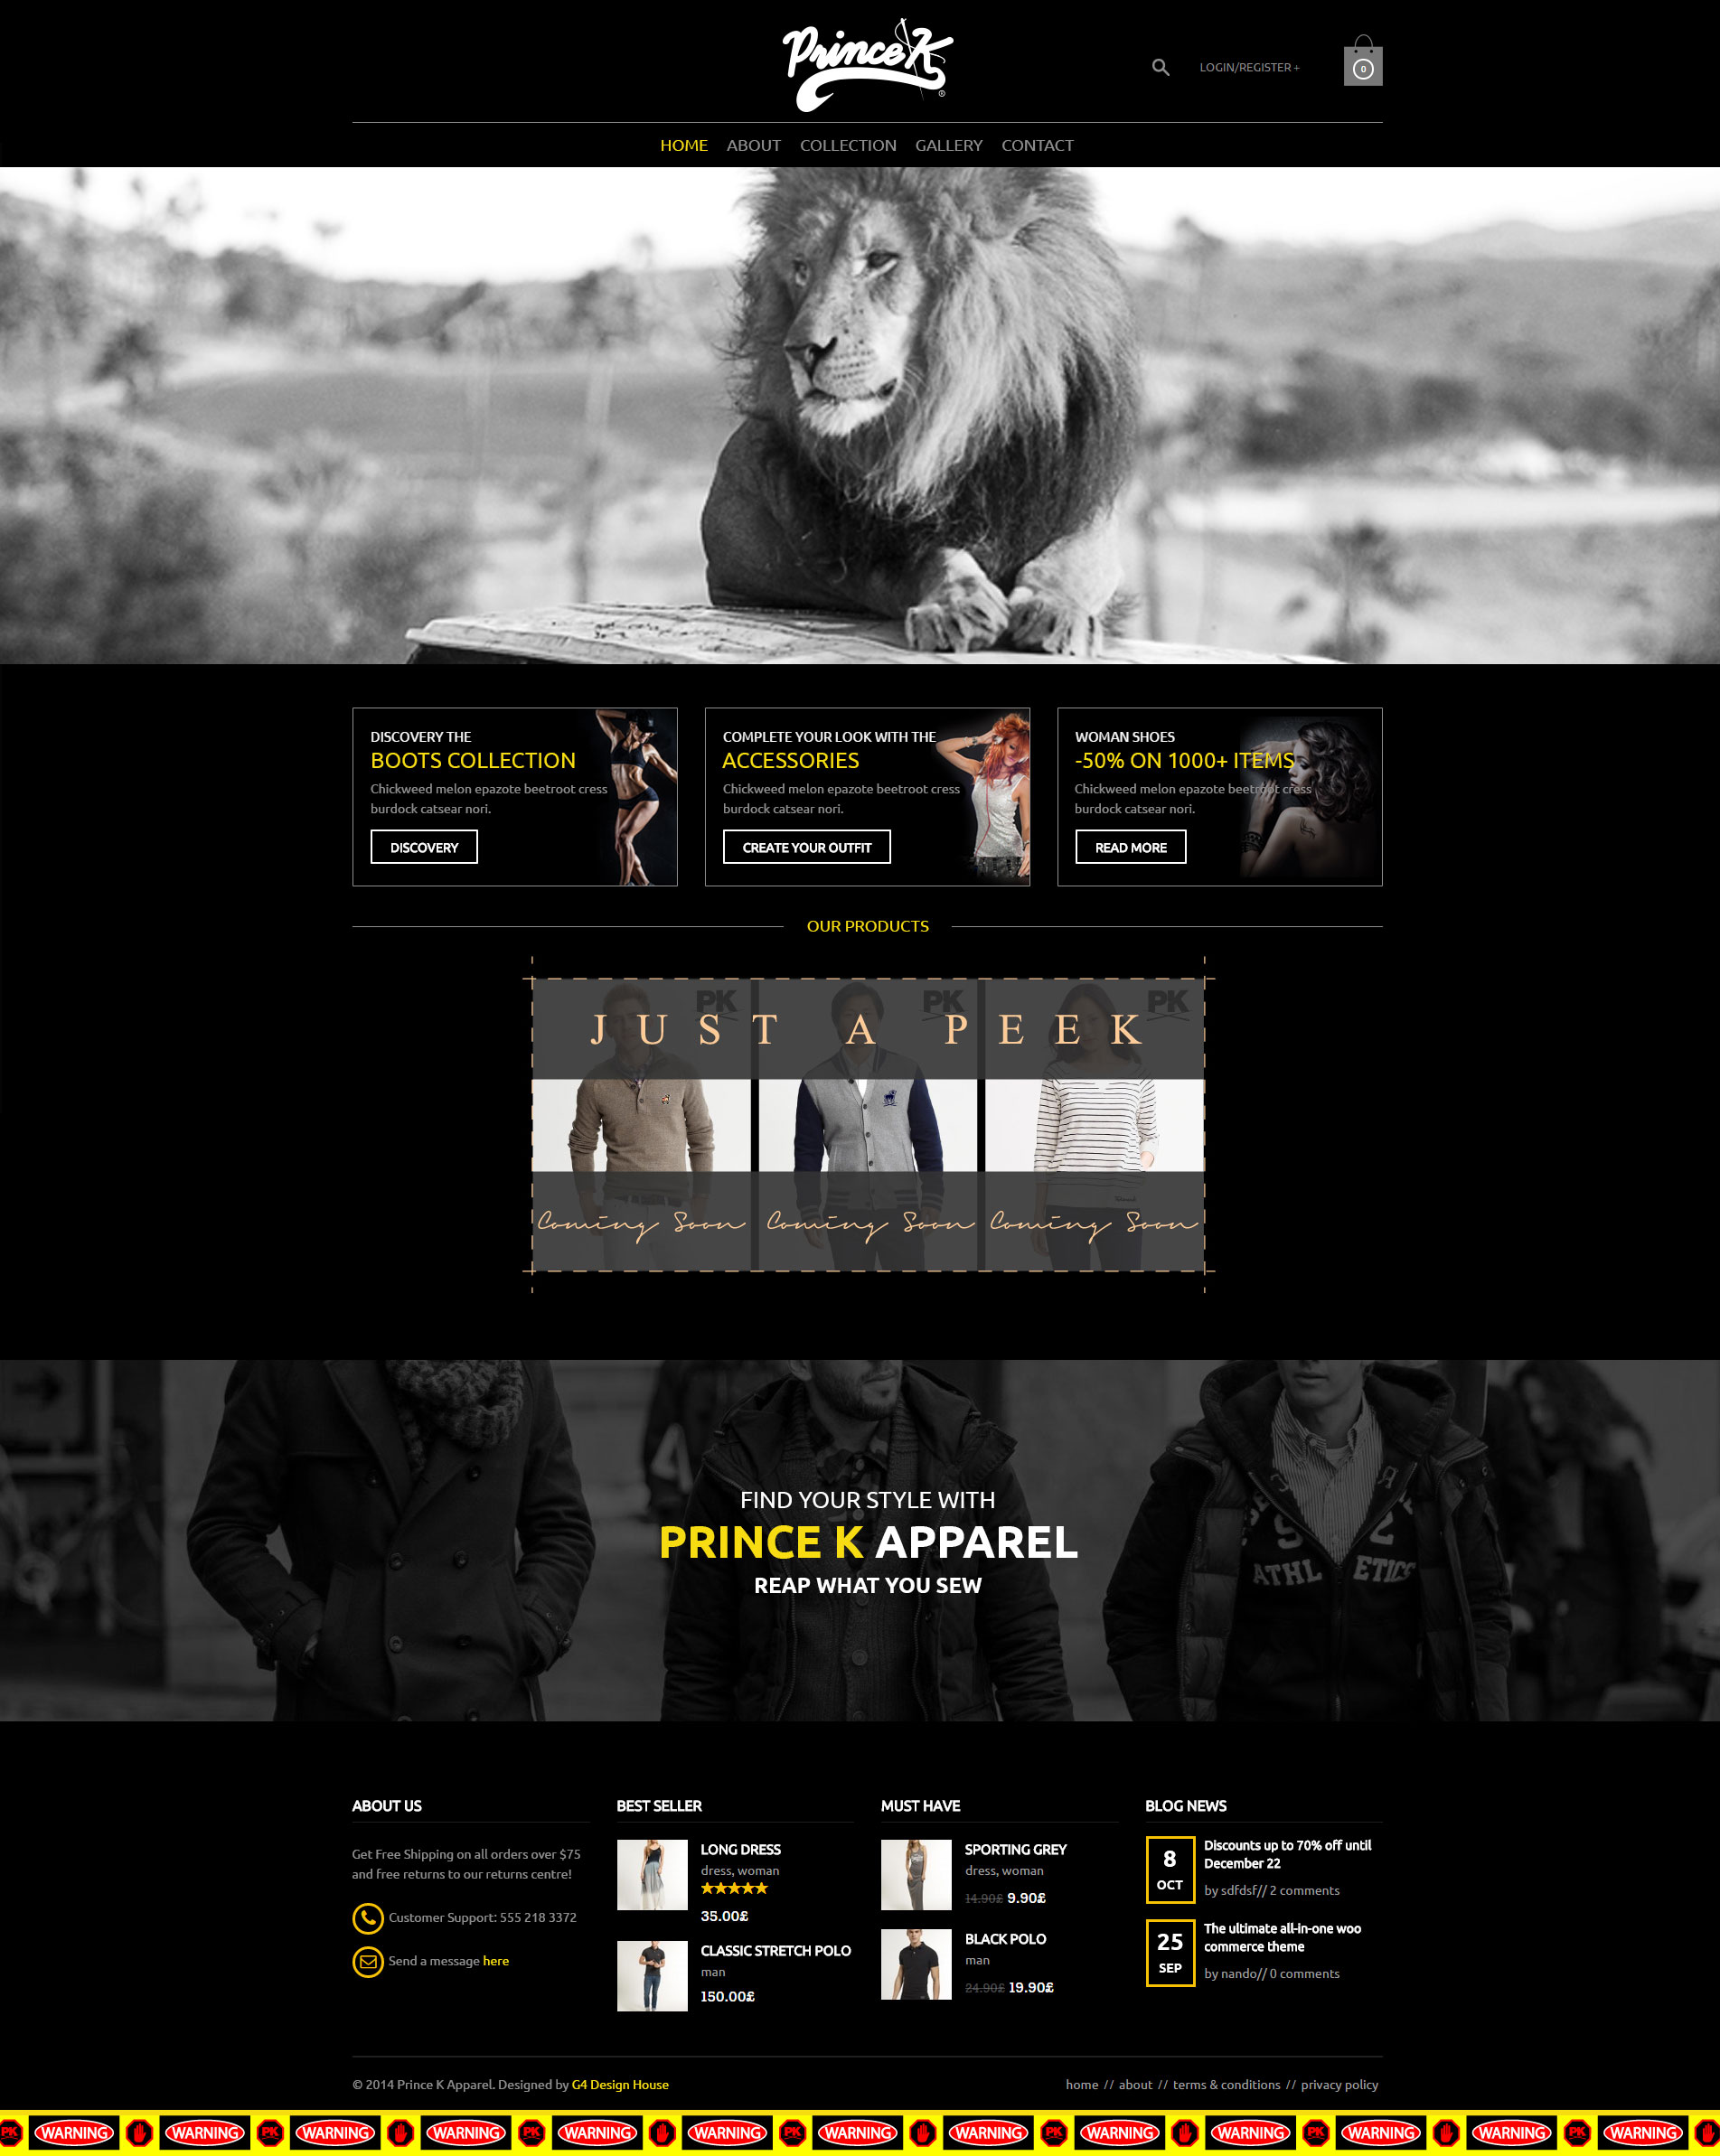 Prince K
®
LOGIN/REGISTER +
0
HOME ABOUT COLLECTION GALLERY CONTACT
DISCOVERY THE
BOOTS COLLECTION
Chickweed melon epazote beetroot cress
burdock catsear nori.
DISCOVERY
COMPLETE YOUR LOOK WITH THE
ACCESSORIES
Chickweed melon epazote beetroot cress
burdock catsear nori.
CREATE YOUR OUTFIT
WOMAN SHOES
-50% ON 1000+ ITEMS
Chickweed melon epazote beetroot cress
burdock catsear nori.
READ MORE
OUR PRODUCTS
PK PK PK
JUST A PEEK
Coming Soon Coming Soon Coming Soon
FIND YOUR STYLE WITH
PRINCE K APPAREL
REAP WHAT YOU SEW
ATHL ETICS
ABOUT US
Get Free Shipping on all orders over $75
and free returns to our returns centre!
Customer Support: 555 218 3372
Send a message here
BEST SELLER
LONG DRESS
dress, woman
35.00£
CLASSIC STRETCH POLO
man
150.00£
MUST HAVE
SPORTING GREY
dress, woman
14.90£ 9.90£
BLACK POLO
man
24.90£ 19.90£
BLOG NEWS
8
OCT
Discounts up to 70% off until
December 22
by sdfdsf// 2 comments
25
SEP
The ultimate all-in-one woo
commerce theme
by nando// 0 comments
© 2014 Prince K Apparel. Designed by G4 Design House
home // about // terms & conditions // privacy policy
PK WARNING WARNING PK WARNING WARNING PK WARNING WARNING PK WARNING WARNING PK WARNING WARNING PK WARNING WARNING PK WARNING